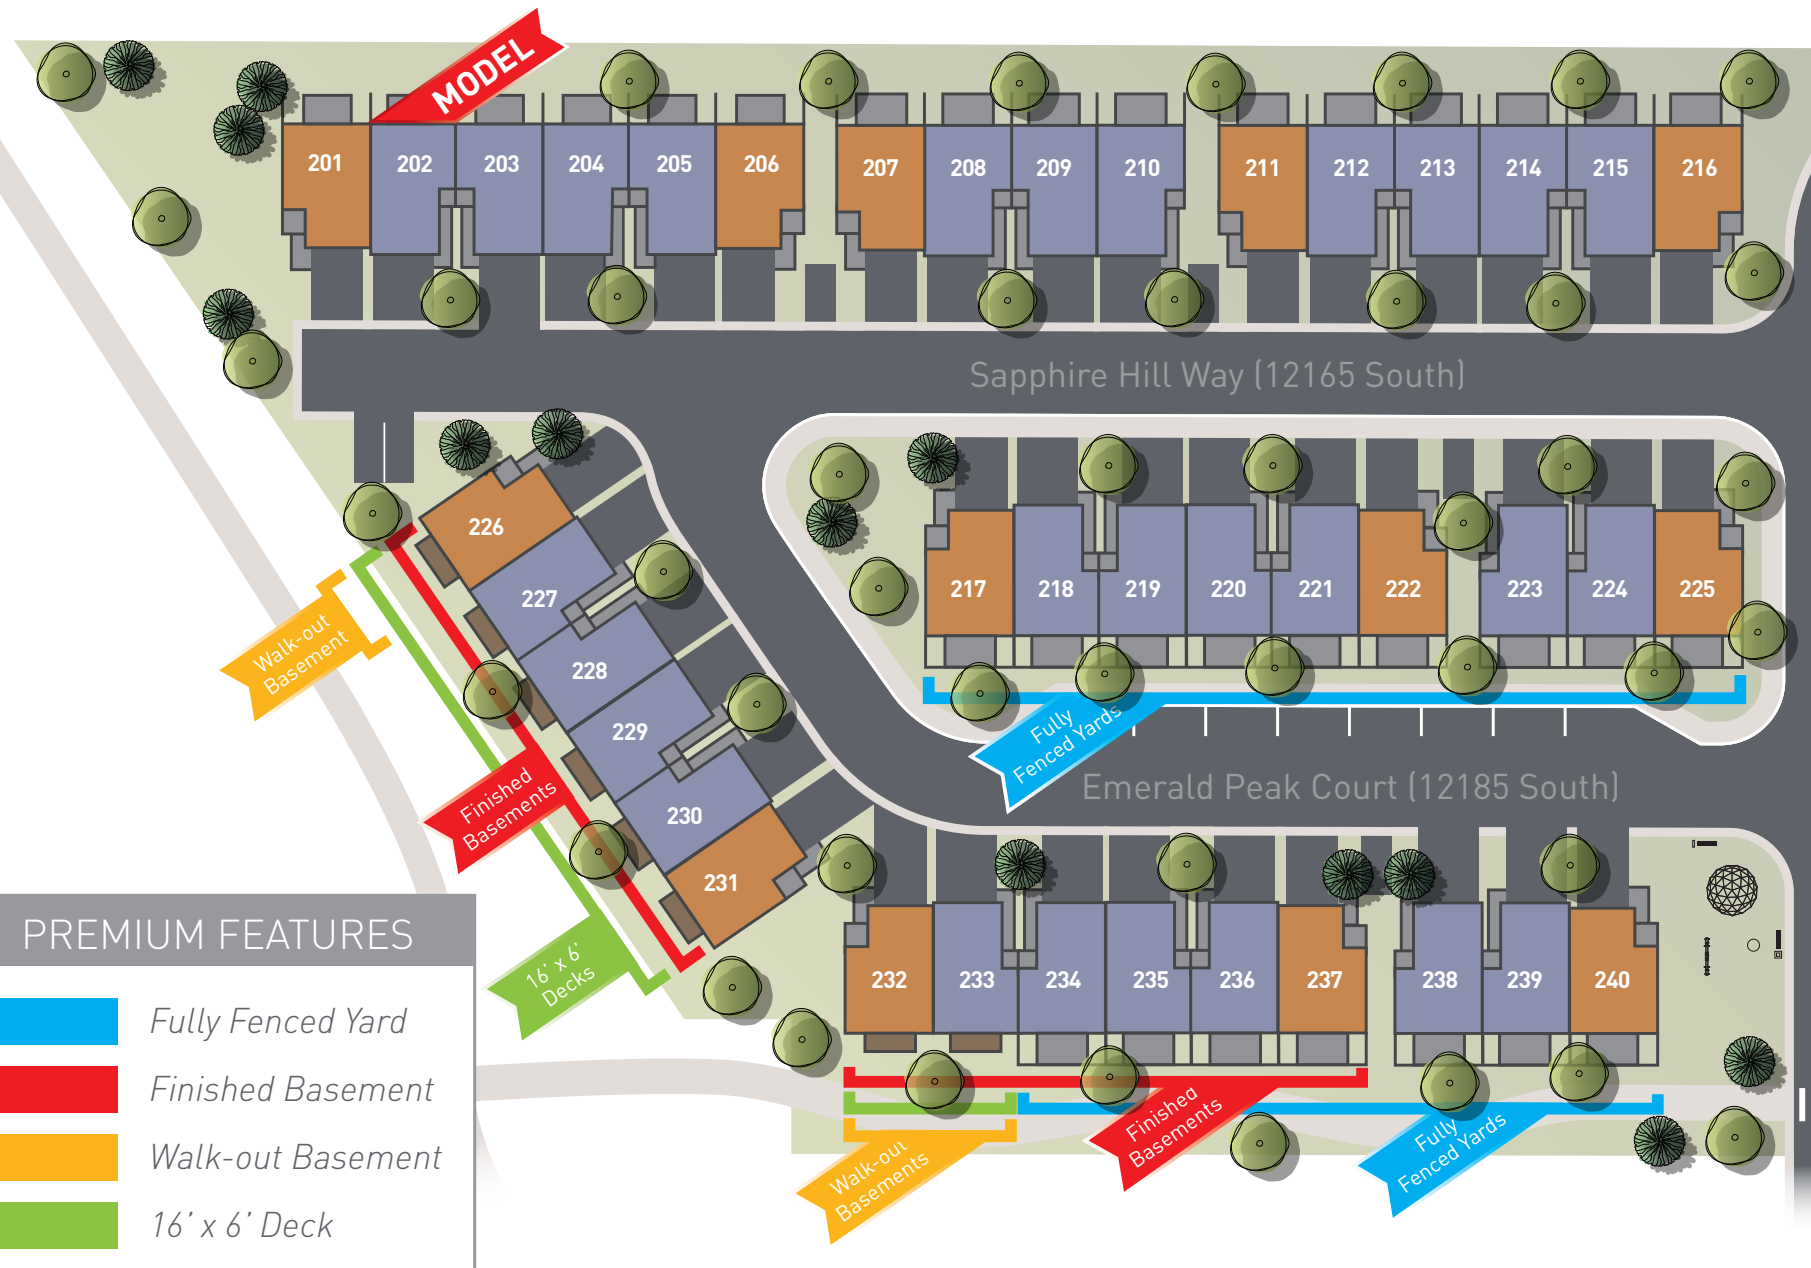 MODEL
201 202 203 204 205 206 207 208 209 210 211 212 213 214 215 216
Sapphire Hill Way (12165 South)
217 218 219 220 221 222 223 224 225
226
227
228
229
230
231
Walk-out
Basement
Finished
Basements
16' x 6'
Decks
Fully
Fenced Yards
Emerald Peak Court (12185 South)
232 233 234 235 236 237 238 239 240
Walk-out
Basements
Finished
Basements
Fully
Fenced Yards
PREMIUM FEATURES
Fully Fenced Yard
Finished Basement
Walk-out Basement
16' x 6' Deck